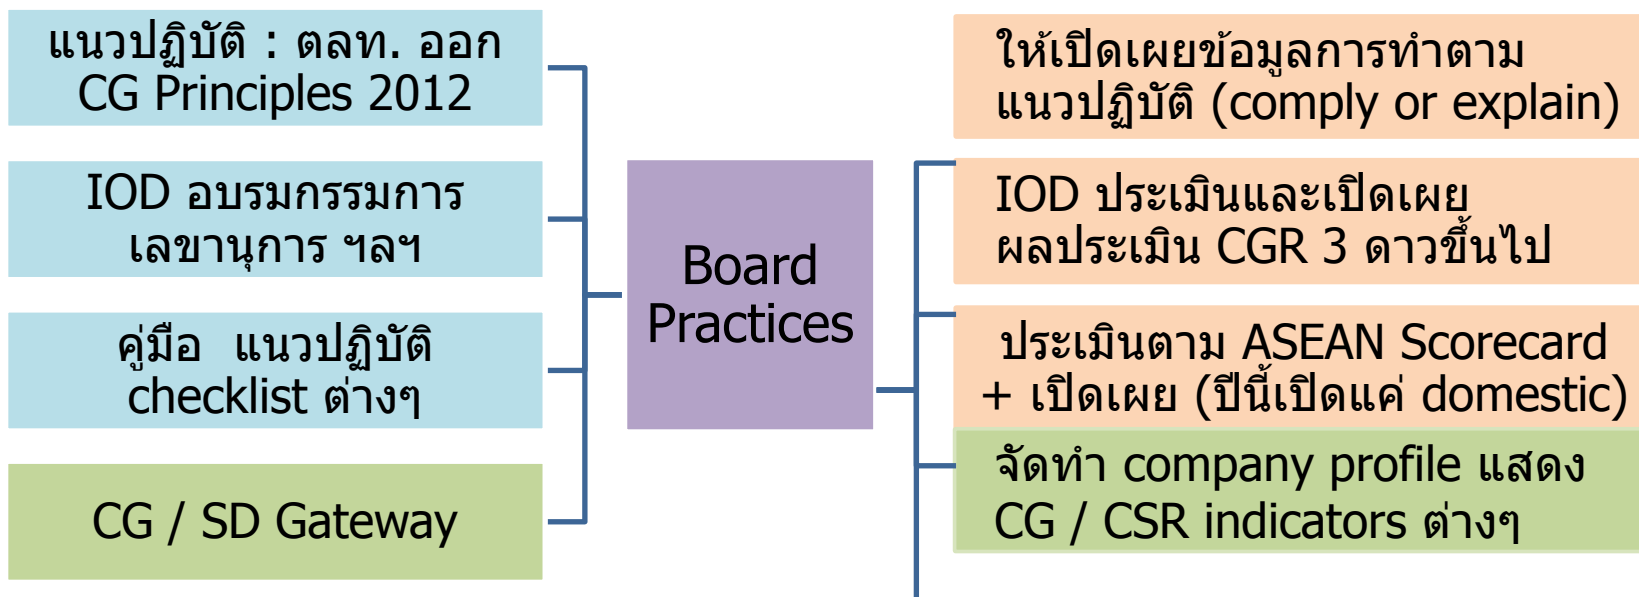 แนวปฏิบัติ : ตลท. ออก
CG Principles 2012
IOD อบรมกรรมการ
เลขานุการ ฯลฯ
คู่มือ แนวปฏิบัติ
checklist ต่างๆ
CG / SD Gateway
Board
Practices
ให้เปิดเผยข้อมูลการทำตาม
แนวปฏิบัติ (comply or explain)
IOD ประเมินและเปิดเผย
ผลประเมิน CGR 3 ดาวขึ้นไป
ประเมินตาม ASEAN Scorecard
+ เปิดเผย (ปีนี้เปิดแค่ domestic)
จัดทำ company profile แสดง
CG / CSR indicators ต่างๆ